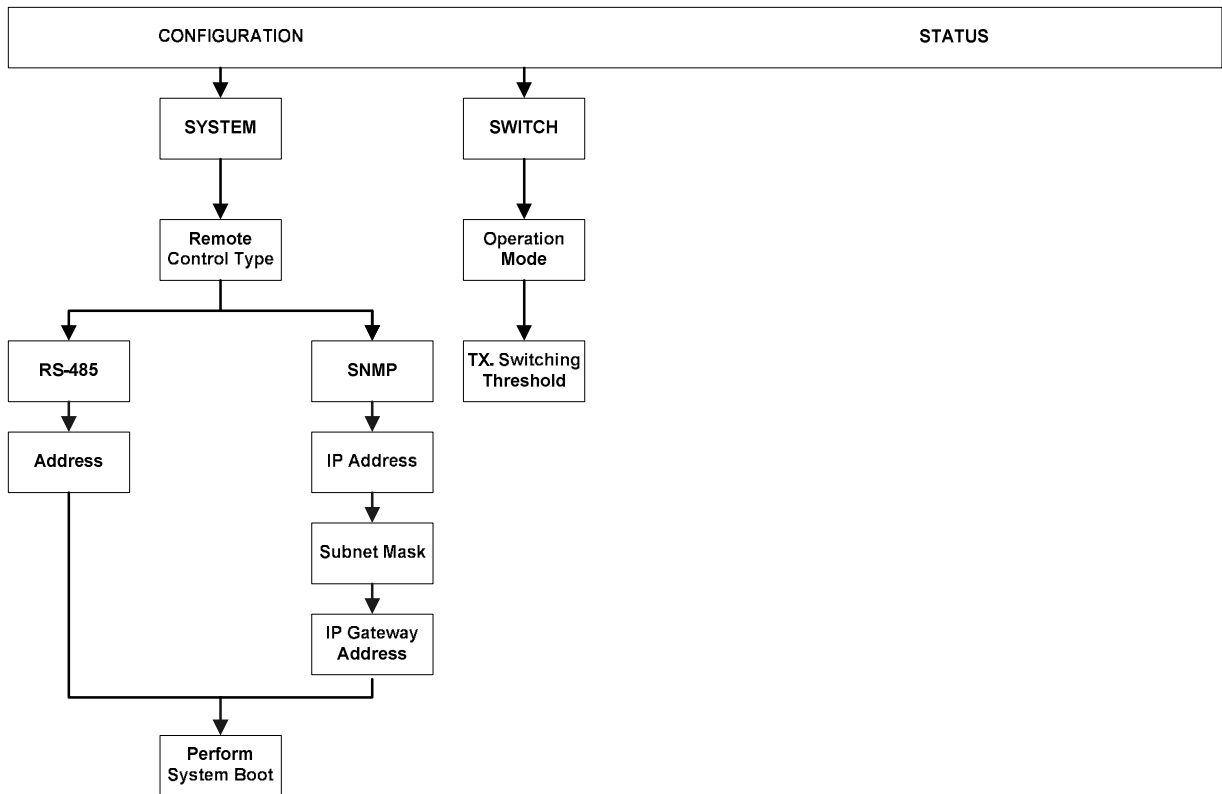 CONFIGURATION
STATUS
SYSTEM
SWITCH
Remote
Control Type
Operation
Mode
RS-485
SNMP
TX. Switching
Threshold
Address
IP Address
Subnet Mask
IP Gateway
Address
Perform
System Boot